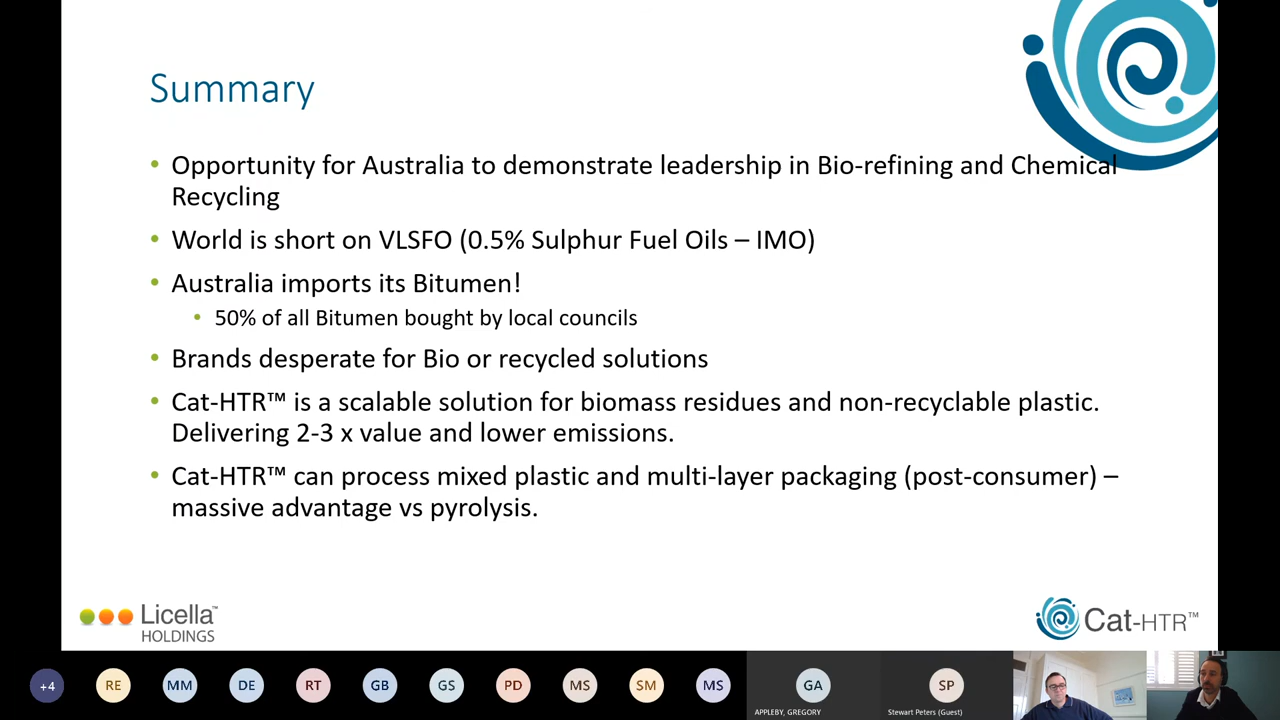 Summary
• Opportunity for Australia to demonstrate leadership in Bio-refining and Chemical
Recycling
• World is short on VLSFO (0.5% Sulphur Fuel Oils – IMO)
• Australia imports its Bitumen!
• 50% of all Bitumen bought by local councils
• Brands desperate for Bio or recycled solutions
• Cat-HTR™ is a scalable solution for biomass residues and non-recyclable plastic.
Delivering 2-3 x value and lower emissions.
• Cat-HTR™ can process mixed plastic and multi-layer packaging (post-consumer) –
massive advantage vs pyrolysis.
Licella™
HOLDINGS
Cat-HTR™
+4 RE MM DE RT GB GS PD MS SM MS GA SP
APPLEBY, GREGORY
Stewart Peters (Guest)